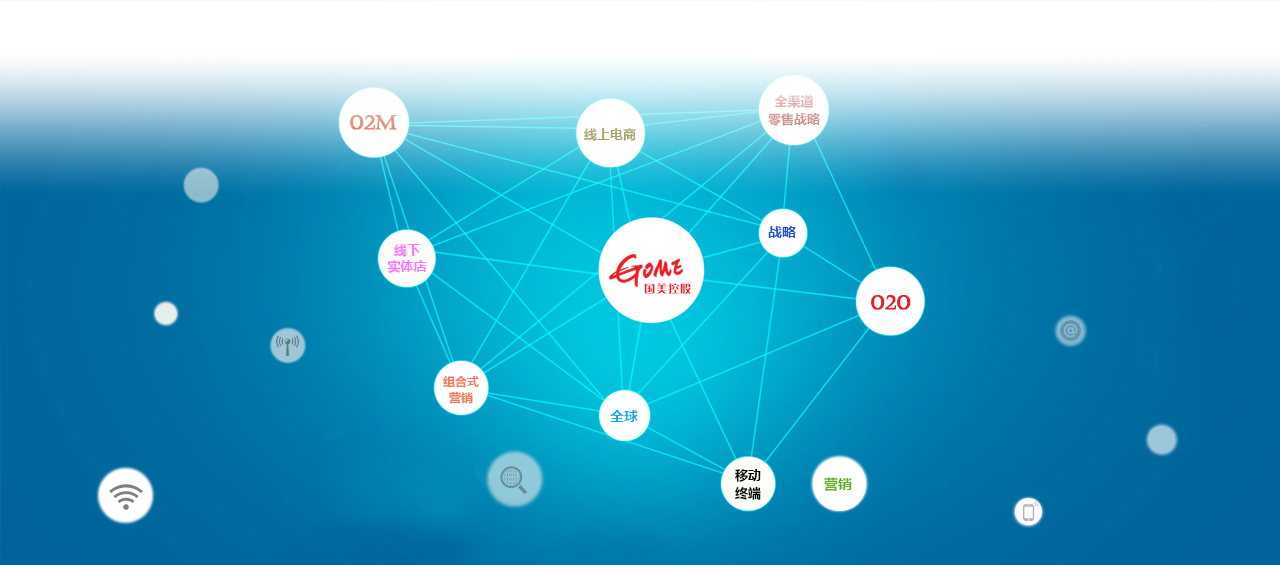 O2M
线上电商
全渠道
零售战略
战略
线下
实体店
GOME
国美控股
O2O
组合式
营销
全球
移动
终端
营销
@